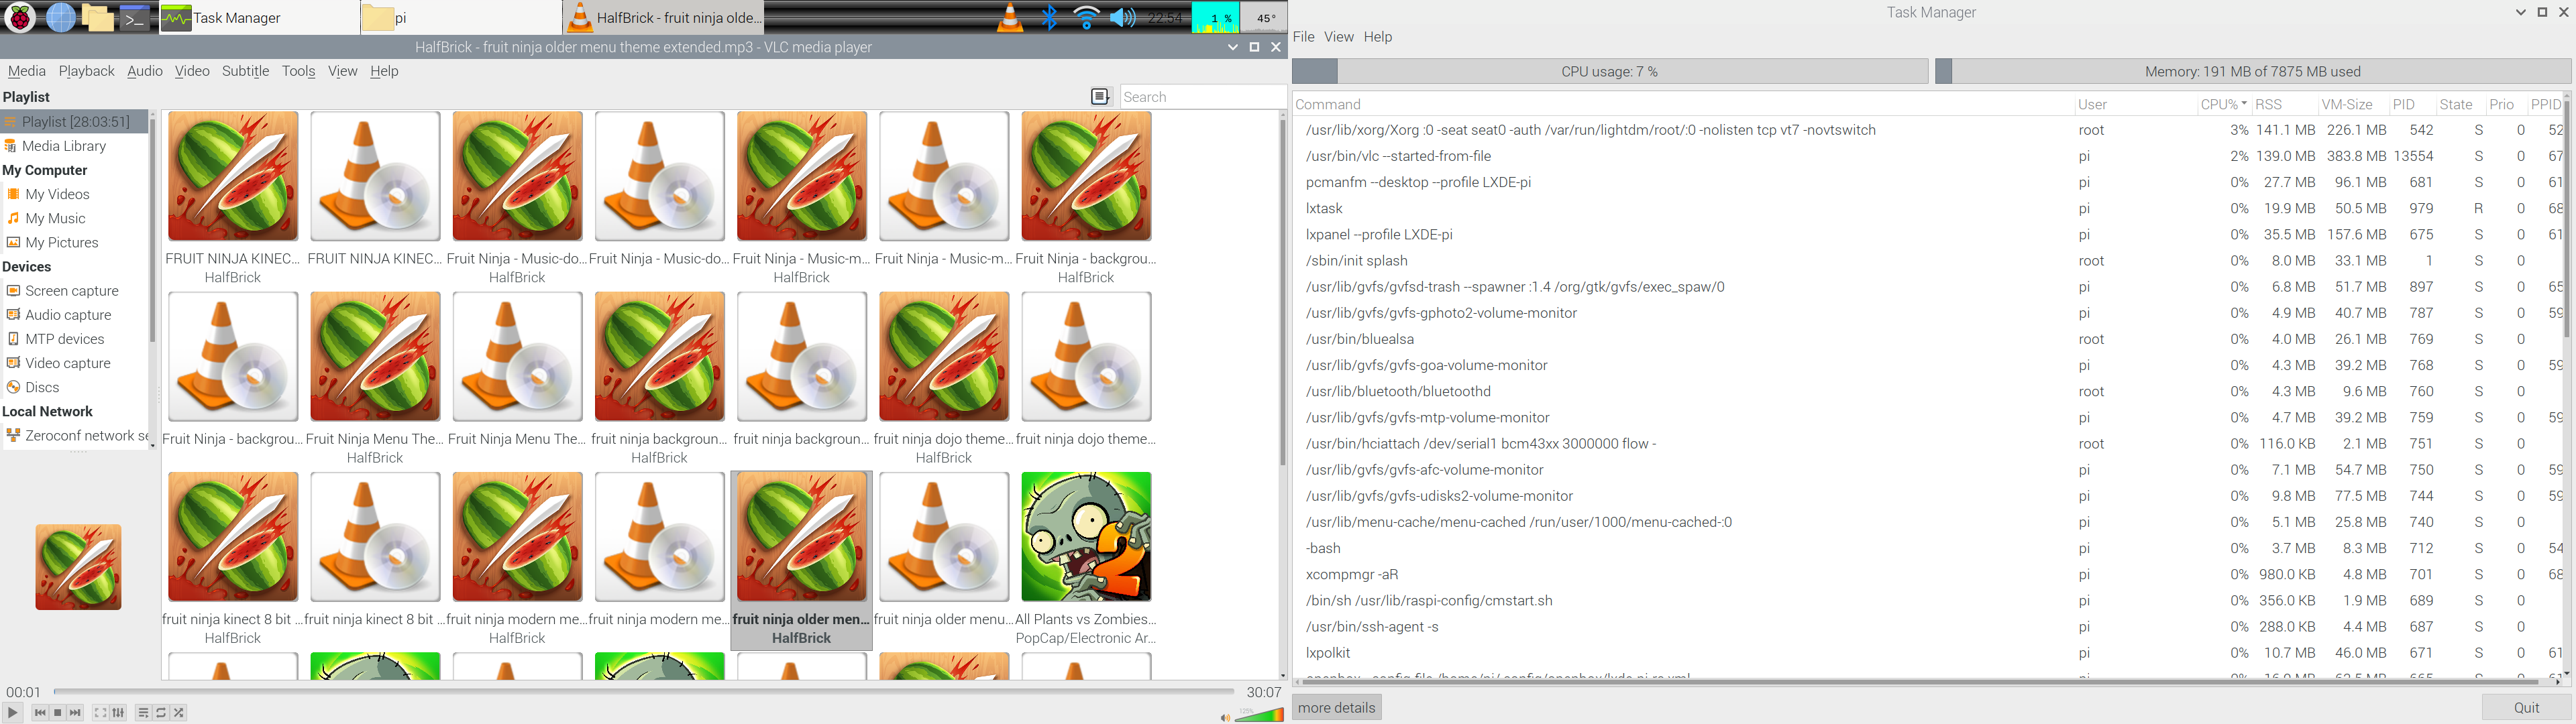 Task Manager
pi
HalfBrick - fruit ninja olde...
22:54
1 %
45°
HalfBrick - fruit ninja older menu theme extended.mp3 - VLC media player
Media Playback Audio Video Subtitle Tools View Help
Playlist
Search
Playlist [28:03:51]
Media Library
My Computer
My Videos
My Music
My Pictures
Devices
Screen capture
Audio capture
MTP devices
Video capture
Discs
Local Network
Zeroconf network se
FRUIT NINJA KINEC... FRUIT NINJA KINEC... Fruit Ninja - Music-do... Fruit Ninja - Music-do... Fruit Ninja - Music-m... Fruit Ninja - Music-m... Fruit Ninja - backgrou...
HalfBrick HalfBrick HalfBrick HalfBrick
Fruit Ninja - backgrou... Fruit Ninja Menu The... Fruit Ninja Menu The... fruit ninja backgroun... fruit ninja backgroun... fruit ninja dojo theme... fruit ninja dojo theme...
HalfBrick HalfBrick HalfBrick
2
fruit ninja kinect 8 bit ... fruit ninja kinect 8 bit ... fruit ninja modern me... fruit ninja modern me... fruit ninja older men... fruit ninja older menu... All Plants vs Zombies...
HalfBrick HalfBrick HalfBrick PopCap/Electronic Ar...
00:01
30:07
125%
Task Manager
File View Help
CPU usage: 7 %
Memory: 191 MB of 7875 MB used
Command User CPU% RSS VM-Size PID State Prio PPID
/usr/lib/xorg/Xorg :0 -seat seat0 -auth /var/run/lightdm/root/:0 -nolisten tcp vt7 -novtswitch root 3% 141.1 MB 226.1 MB 542 S 0 52
/usr/bin/vlc --started-from-file pi 2% 139.0 MB 383.8 MB 13554 S 0 67
pcmanfm --desktop --profile LXDE-pi pi 0% 27.7 MB 96.1 MB 681 S 0 61
lxtask pi 0% 19.9 MB 50.5 MB 979 R 0 68
lxpanel --profile LXDE-pi pi 0% 35.5 MB 157.6 MB 675 S 0 61
/sbin/init splash root 0% 8.0 MB 33.1 MB 1 S 0
/usr/lib/gvfs/gvfsd-trash --spawner :1.4 /org/gtk/gvfs/exec_spaw/0 pi 0% 6.8 MB 51.7 MB 897 S 0 65
/usr/lib/gvfs/gvfs-gphoto2-volume-monitor pi 0% 4.9 MB 40.7 MB 787 S 0 59
/usr/bin/bluealsa root 0% 4.0 MB 26.1 MB 769 S 0
/usr/lib/gvfs/gvfs-goa-volume-monitor pi 0% 4.3 MB 39.2 MB 768 S 0 59
/usr/lib/bluetooth/bluetoothd root 0% 4.3 MB 9.6 MB 760 S 0
/usr/lib/gvfs/gvfs-mtp-volume-monitor pi 0% 4.7 MB 39.2 MB 759 S 0 59
/usr/bin/hciattach /dev/serial1 bcm43xx 3000000 flow - root 0% 116.0 KB 2.1 MB 751 S 0
/usr/lib/gvfs/gvfs-afc-volume-monitor pi 0% 7.1 MB 54.7 MB 750 S 0 59
/usr/lib/gvfs/gvfs-udisks2-volume-monitor pi 0% 9.8 MB 77.5 MB 744 S 0 59
/usr/lib/menu-cache/menu-cached /run/user/1000/menu-cached-:0 pi 0% 5.1 MB 25.8 MB 740 S 0
-bash pi 0% 3.7 MB 8.3 MB 712 S 0 54
xcompmgr -aR pi 0% 980.0 KB 4.8 MB 701 S 0 68
/bin/sh /usr/lib/raspi-config/cmstart.sh pi 0% 356.0 KB 1.9 MB 689 S 0
/usr/bin/ssh-agent -s pi 0% 288.0 KB 4.4 MB 687 S 0
lxpolkit pi 0% 10.7 MB 46.0 MB 671 S 0 61
more details
Quit